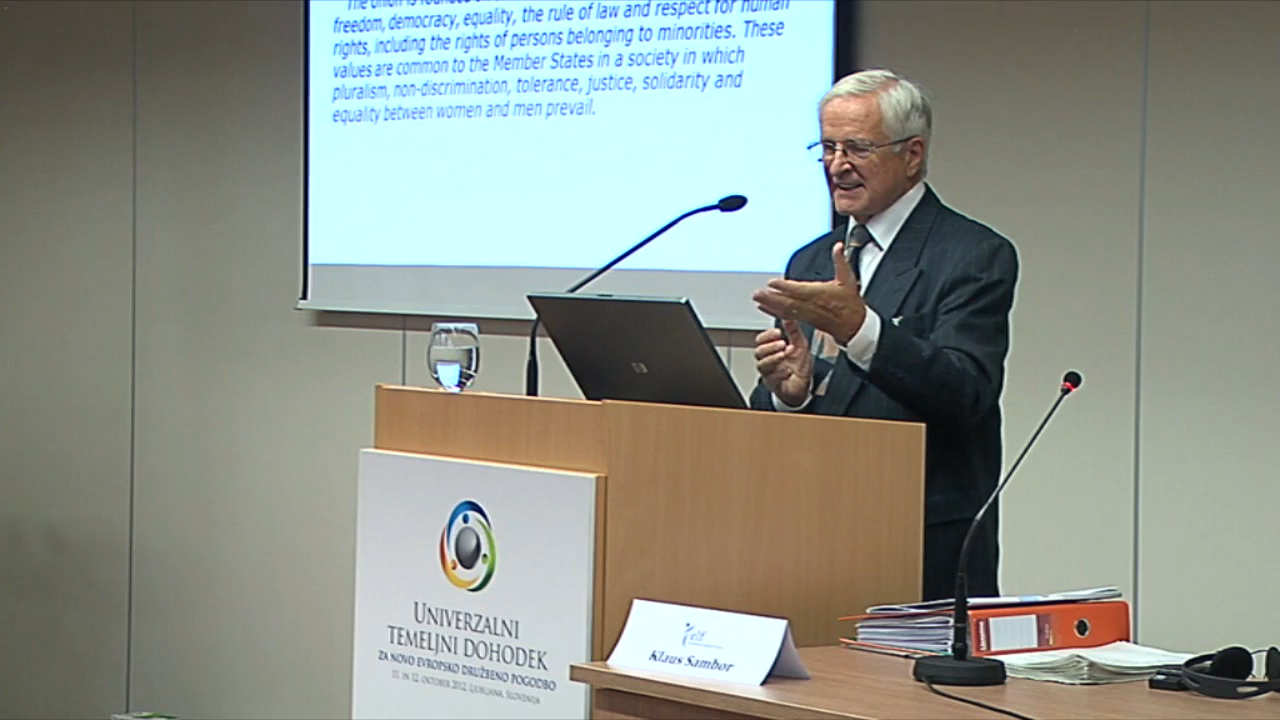 freedom, democracy, equality, the rule of law and respect for human
rights, including the rights of persons belonging to minorities. These
values are common to the Member States in a society in which
pluralism, non-discrimination, tolerance, justice, solidarity and
equality between women and men prevail.
hp
UNIVERZALNI
TEMELJNI DOHODEK
ZA NOVO EVROPSKO DRUŽBENO POGODBO
11. IN 12. OKTOBER 2012, LJUBLJANA, SLOVENIJA
elf
Klaus Sambor